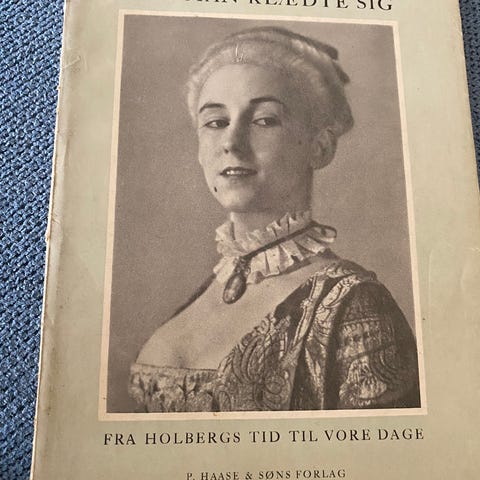 MAN KLÆDTE SIG
FRA HOLBERGS TID TIL VORE DAGE
P. HAASE & SØNS FORLAG